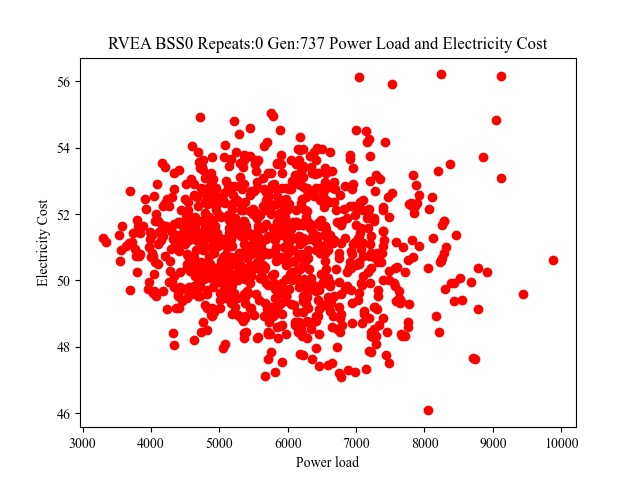 RVEA BSS0 Repeats:0 Gen:737 Power Load and Electricity Cost
Electricity Cost
56
54
52
50
48
46
3000 4000 5000 6000 7000 8000 9000 10000
Power load